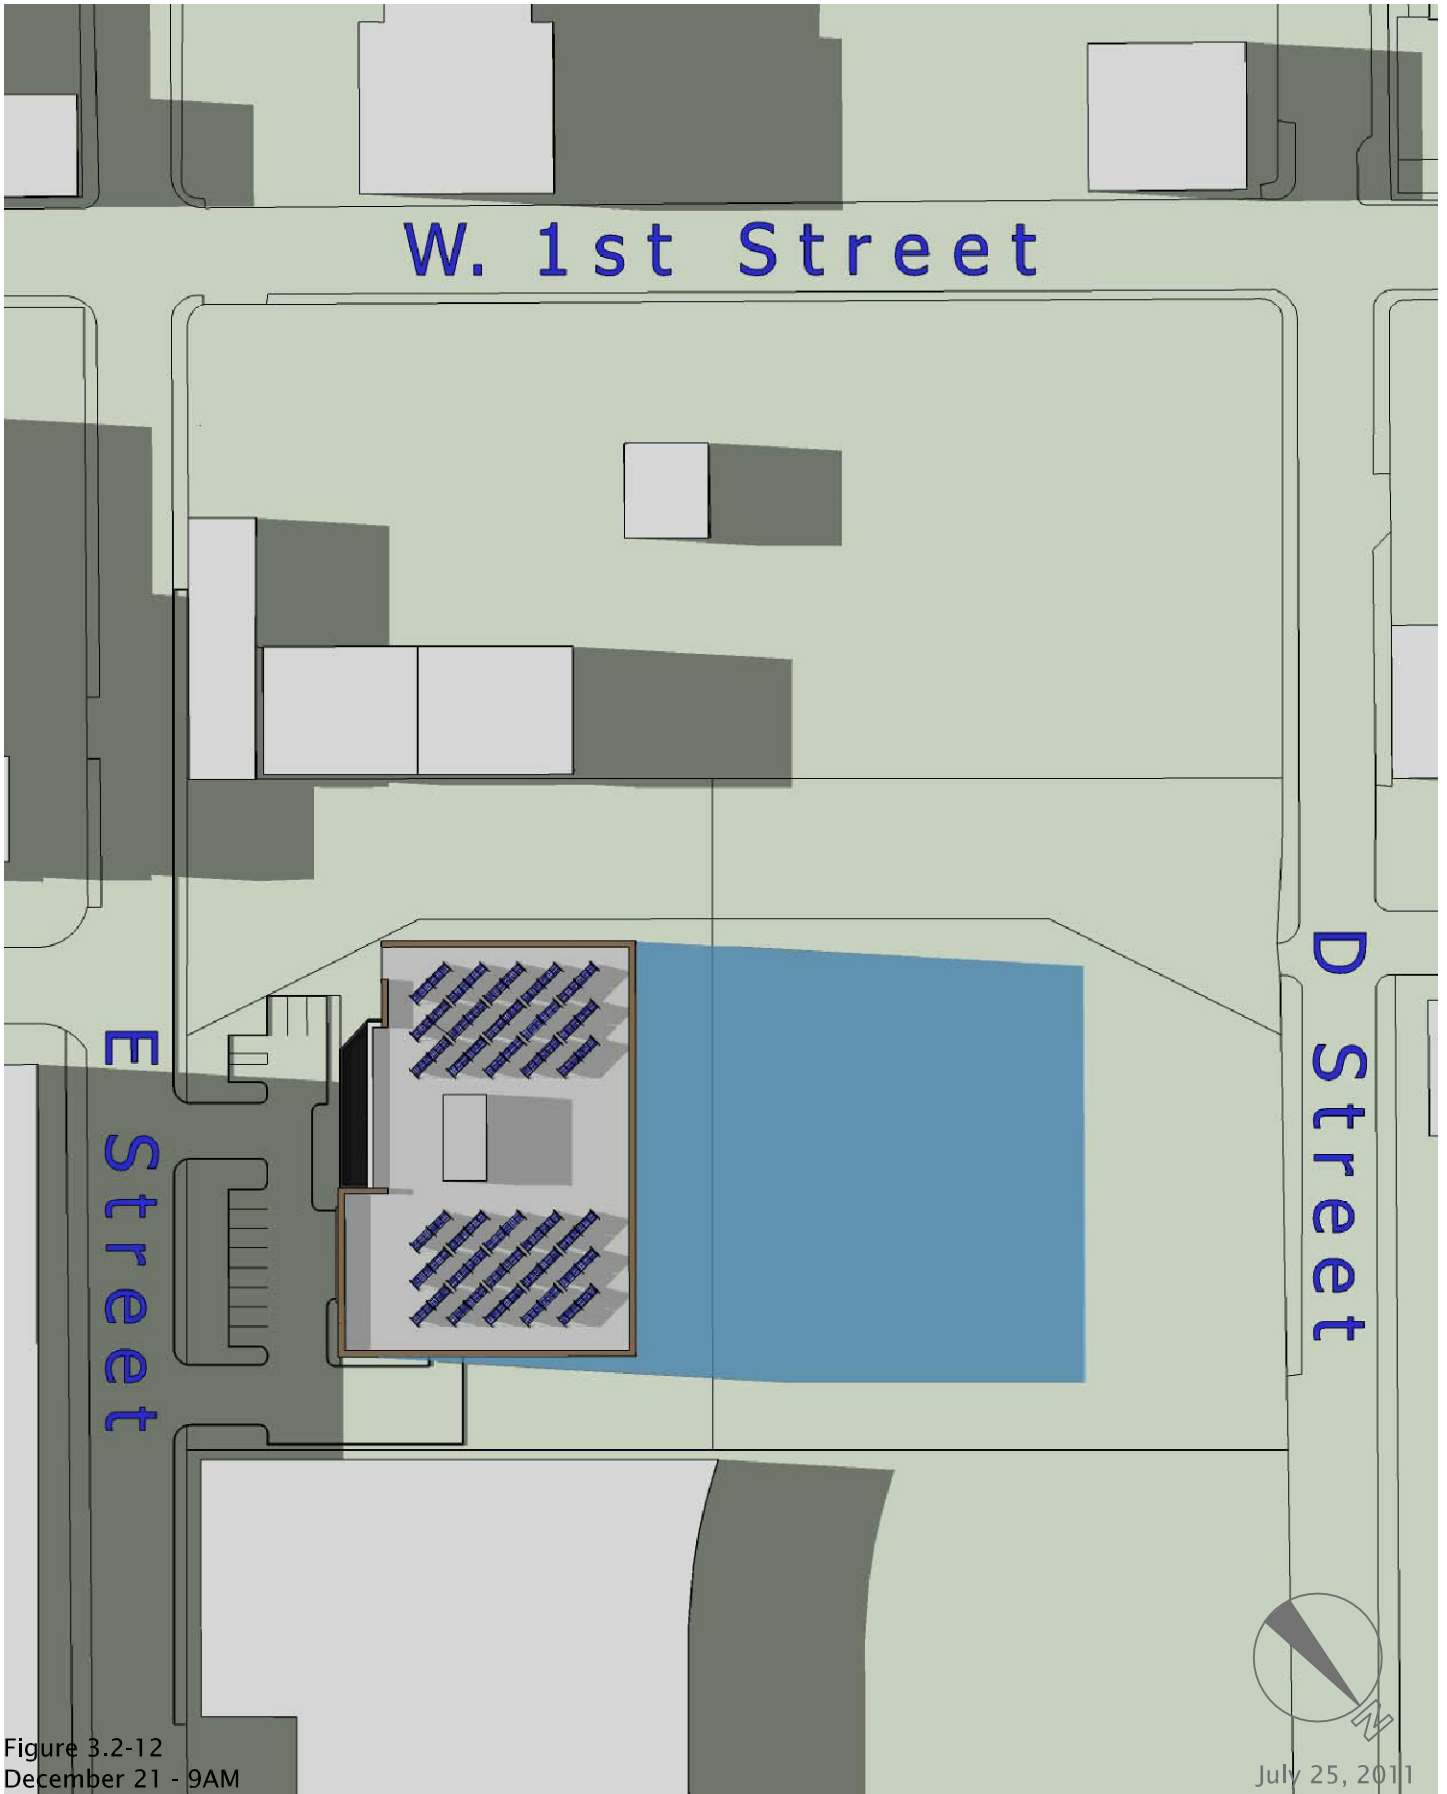 W. 1st Street
E Street
D Street
N
Figure 3.2-12
December 21 - 9AM
July 25, 2011